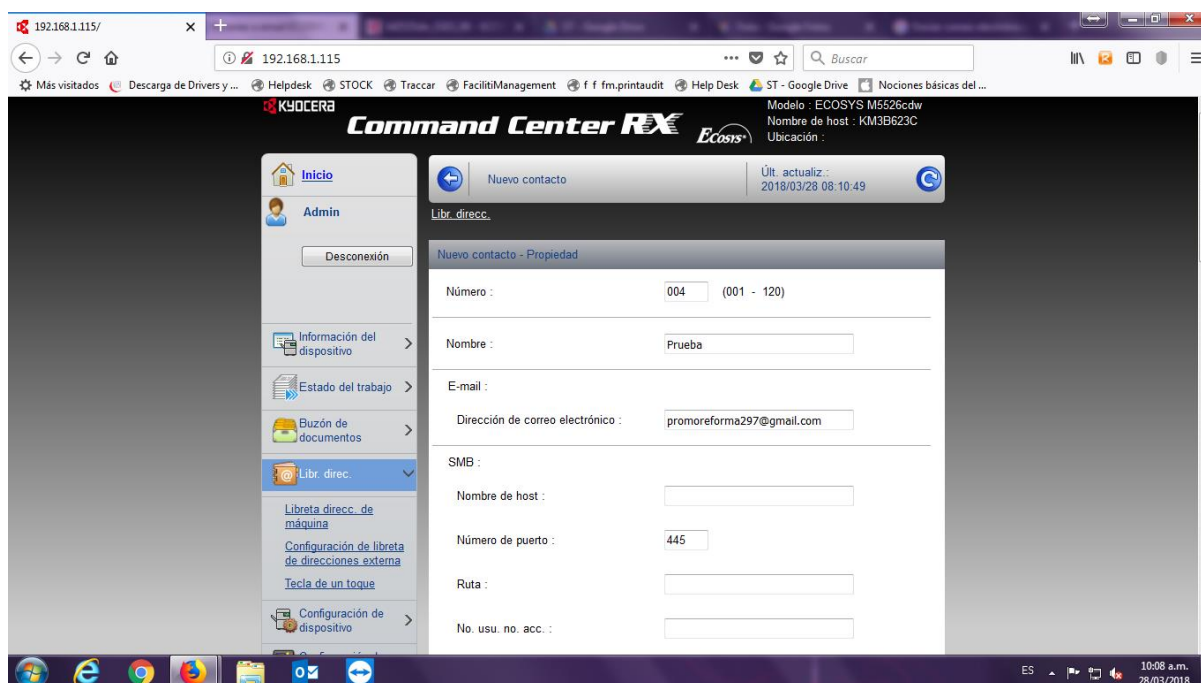 192.168.1.115/
192.168.1.115
Buscar
Más visitados Descarga de Drivers y ... Helpdesk STOCK Traccar FacilitiManagement f f fm.printaudit Help Desk ST - Google Drive Nociones básicas del ...
KYOCERA
Command Center RX
Ecosys
Modelo : ECOSYS M5526cdw
Nombre de host : KM3B623C
Ubicación :
Inicio
Admin
Desconexión
Información del
dispositivo
Estado del trabajo
Buzón de
documentos
Libr. direc.
Libreta direcc. de
máquina
Configuración de libreta
de direcciones externa
Tecla de un toque
Configuración de
dispositivo
Nuevo contacto
Últ. actualiz.:
2018/03/28 08:10:49
Libr. direcc.
Nuevo contacto - Propiedad
Número : 004 (001 - 120)
Nombre : Prueba
E-mail :
Dirección de correo electrónico : promoreforma297@gmail.com
SMB :
Nombre de host :
Número de puerto : 445
Ruta :
No. usu. no. acc. :
ES
10:08 a.m.
28/03/2018